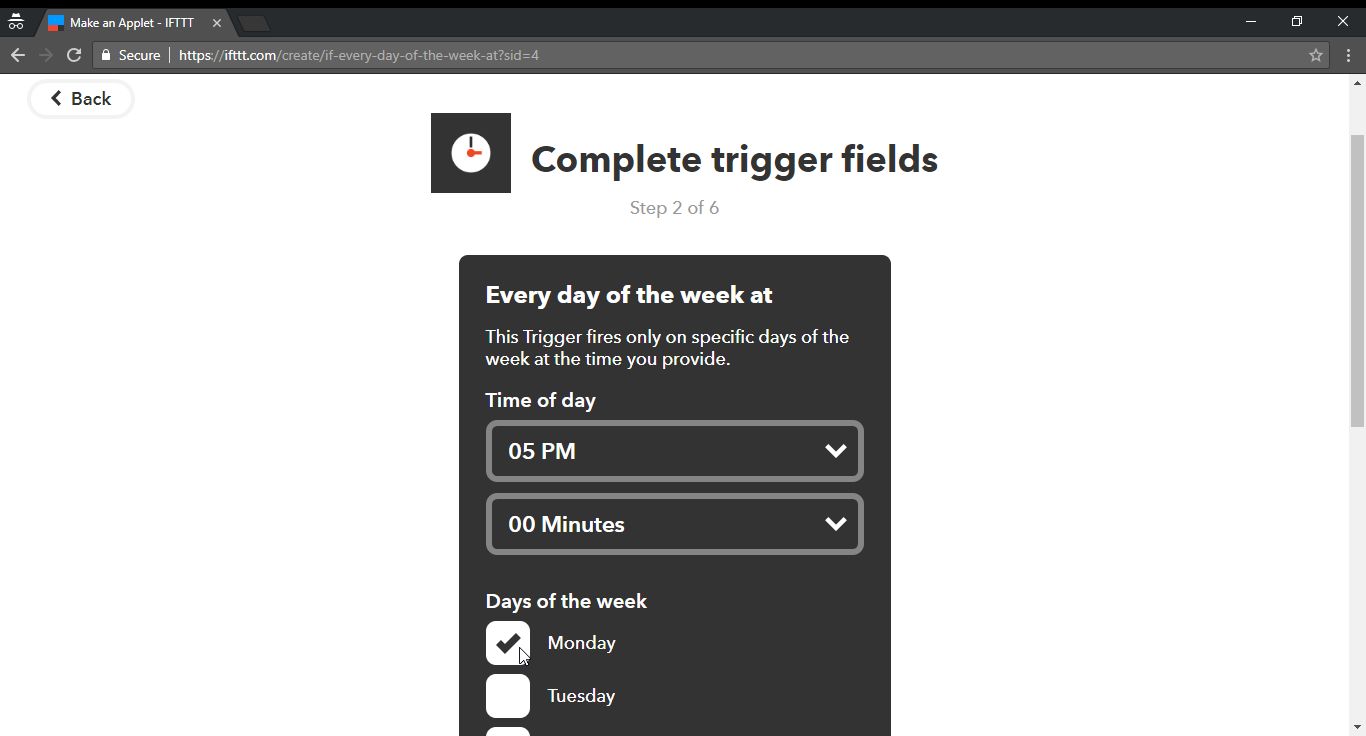 Make an Applet - IFTTT
Secure
https://ifttt.com/create/if-every-day-of-the-week-at?sid=4
Back
Complete trigger fields
Step 2 of 6
Every day of the week at
This Trigger fires only on specific days of the
week at the time you provide.
Time of day
05 PM
00 Minutes
Days of the week
Monday
Tuesday